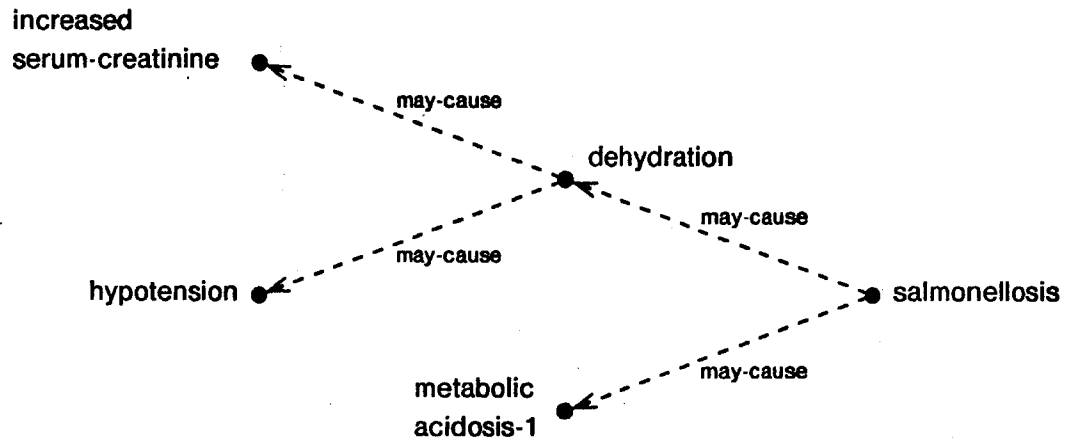 increased
serum-creatinine
may-cause
dehydration
may-cause
may-cause
hypotension
salmonellosis
may-cause
metabolic
acidosis-1